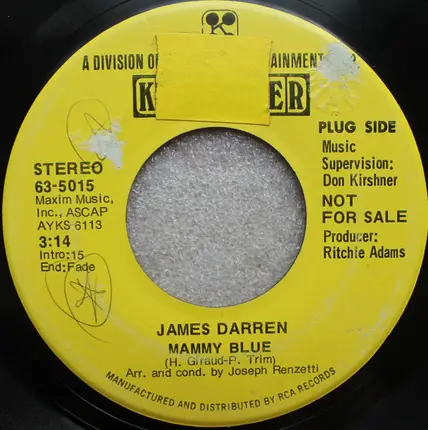 K
A DIVISION OF AINMENT
K ER
PLUG SIDE
STEREO
63-5015
Maxim Music,
Inc., ASCAP
AYKS 6113
3:14
Intro:15
End:Fade
Music
Supervision:
Don Kirshner
NOT
FOR SALE
Producer:
Ritchie Adams
JAMES DARREN
MAMMY BLUE
(H. Giraud-P. Trim)
Arr. and cond. by Joseph Renzetti
MANUFACTURED AND DISTRIBUTED BY RCA RECORDS